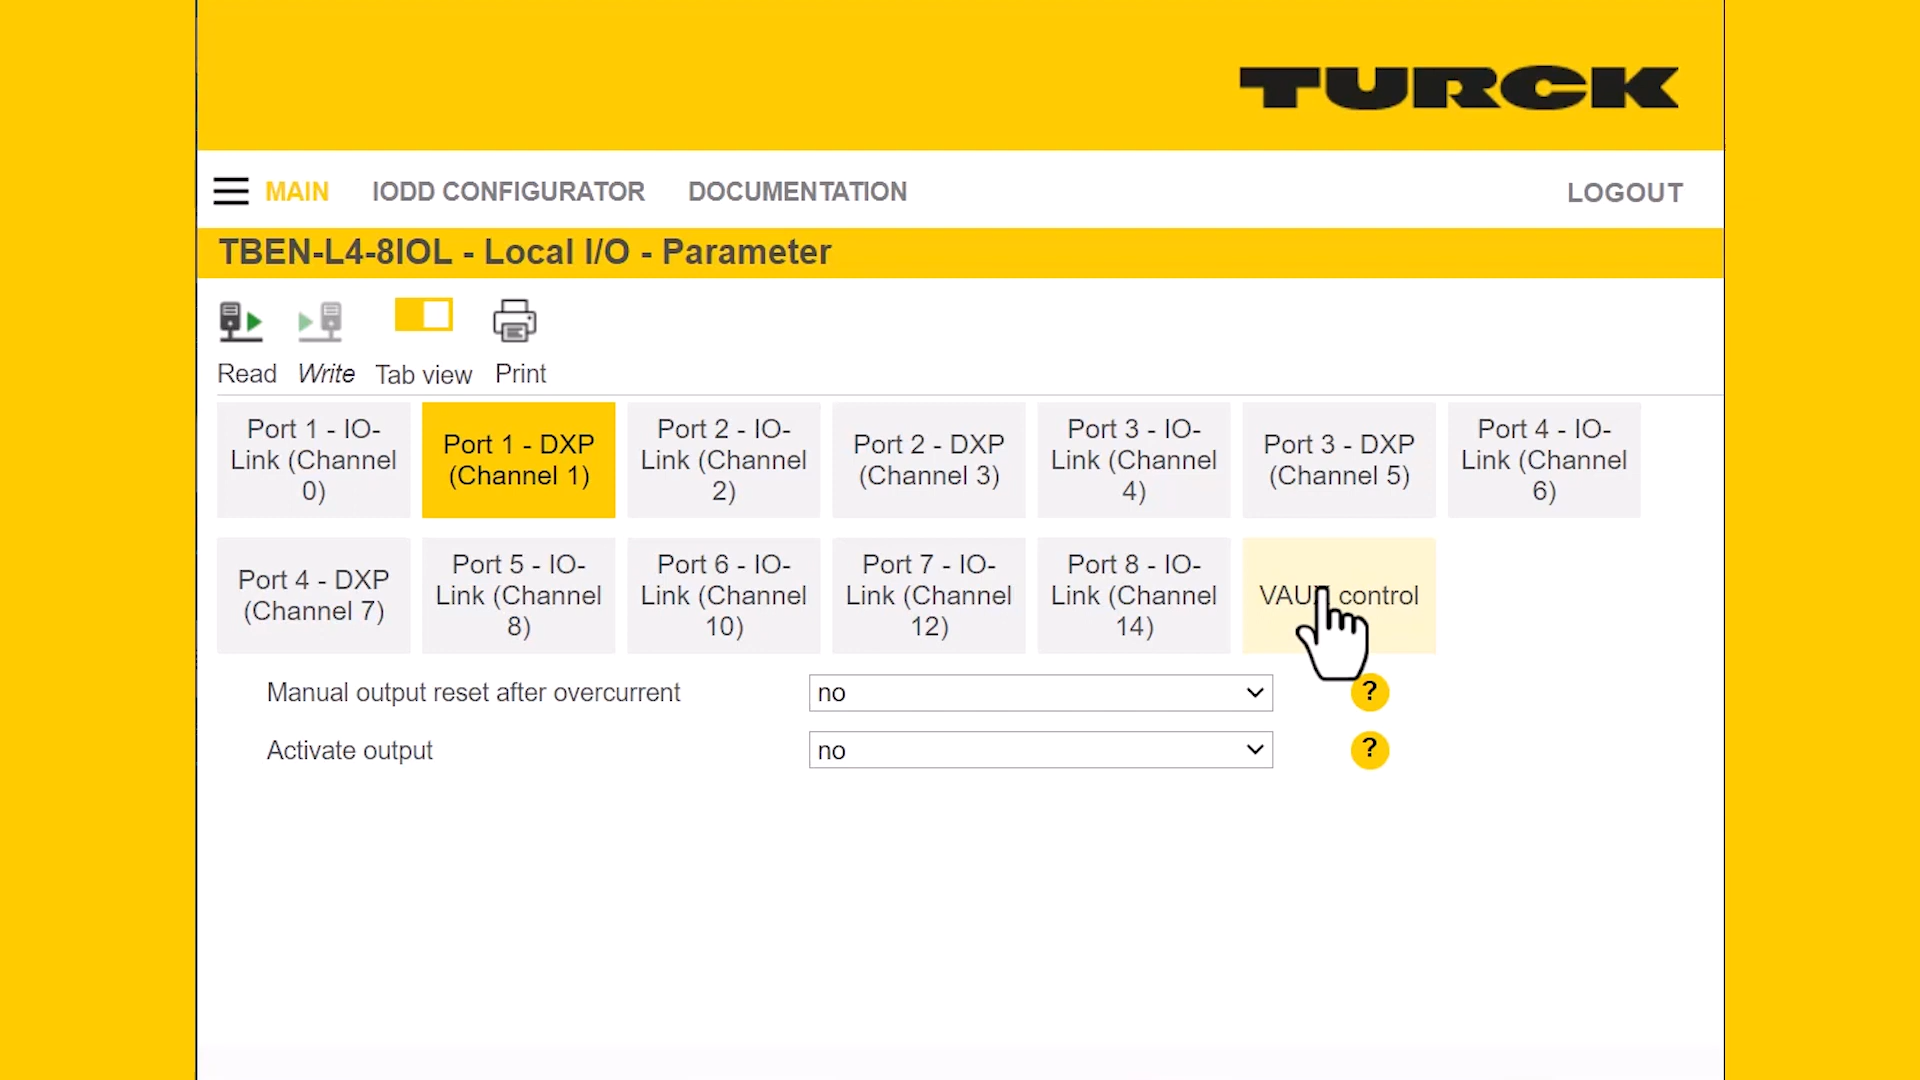 TURCK
MAIN IODD CONFIGURATOR DOCUMENTATION LOGOUT
TBEN-L4-8IOL - Local I/O - Parameter
Read Write Tab view Print
Port 1 - IO-
Link (Channel
0)
Port 1 - DXP
(Channel 1)
Port 2 - IO-
Link (Channel
2)
Port 2 - DXP
(Channel 3)
Port 3 - IO-
Link (Channel
4)
Port 3 - DXP
(Channel 5)
Port 4 - IO-
Link (Channel
6)
Port 4 - DXP
(Channel 7)
Port 5 - IO-
Link (Channel
8)
Port 6 - IO-
Link (Channel
10)
Port 7 - IO-
Link (Channel
12)
Port 8 - IO-
Link (Channel
14)
control
Manual output reset after overcurrent no ?
Activate output no ?